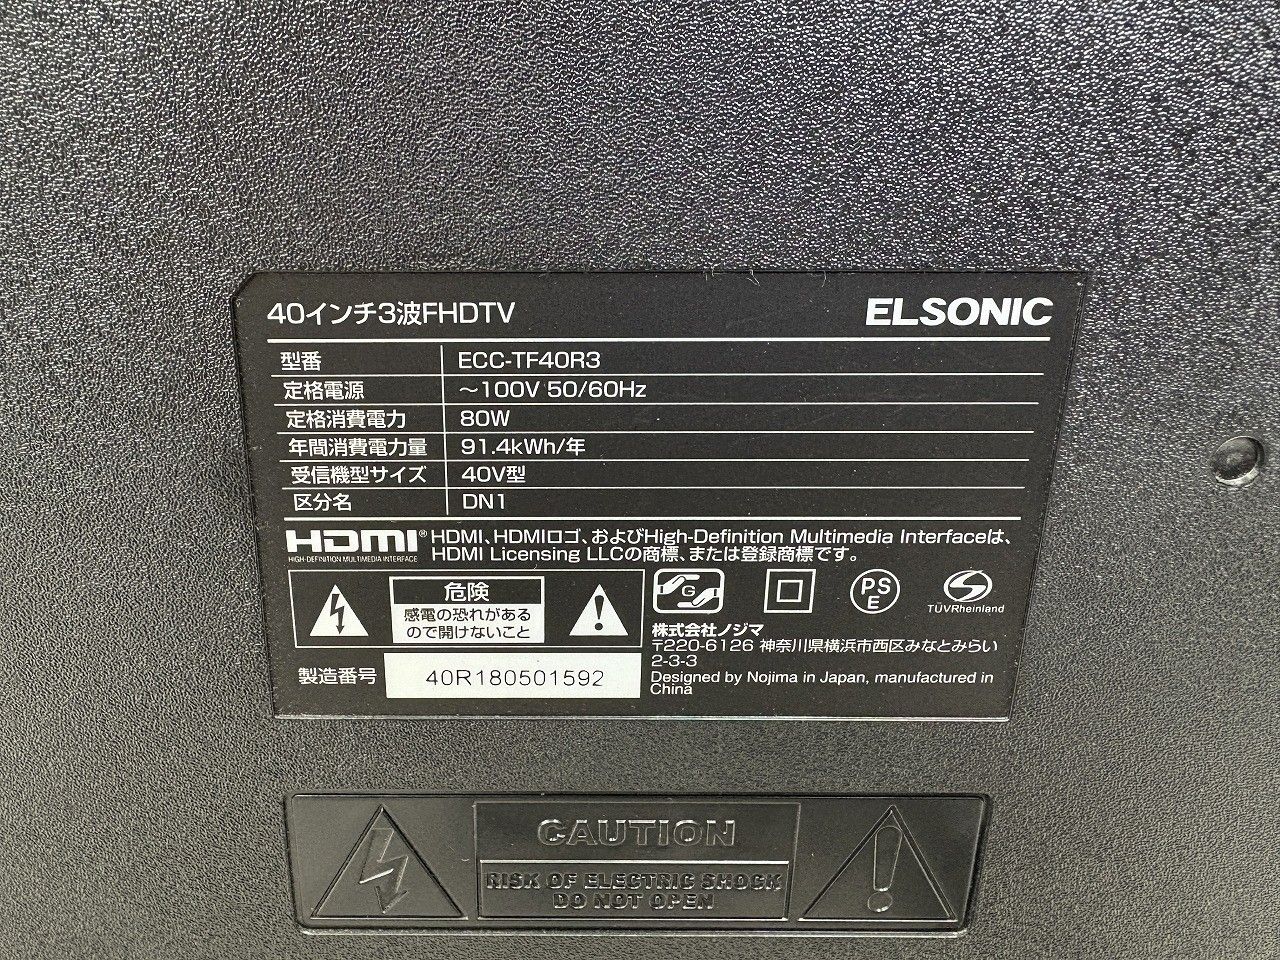 40インチ3波FHDTV ELSONIC
型番 ECC-TF40R3
定格電源 ～100V 50/60Hz
定格消費電力 80W
年間消費電力量 91.4kWh/年
受信機型サイズ 40V型
区分名 DN1
HDMI® HDMI、HDMIロゴ、およびHigh-Definition Multimedia Interfaceは、
HIGH-DEFINITION MULTIMEDIA INTERFACE HDMI Licensing LLCの商標、または登録商標です。
危険
感電の恐れがある
ので開けないこと
G
PS
E
TÜVRheinland
株式会社ノジマ
〒220-6126 神奈川県横浜市西区みなとみらい
2-3-3
Designed by Nojima in Japan, manufactured in
China
製造番号 40R180501592
CAUTION
RISK OF ELECTRIC SHOCK
DO NOT OPEN